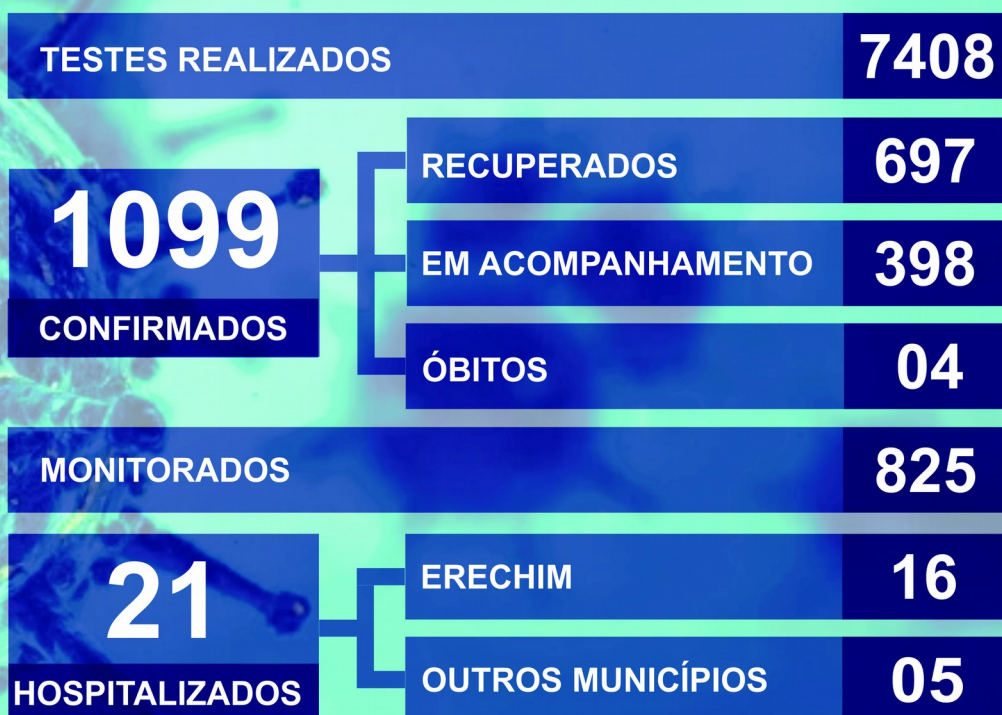 TESTES REALIZADOS 7408
1099
CONFIRMADOS
RECUPERADOS 697
EM ACOMPANHAMENTO 398
ÓBITOS 04
MONITORADOS 825
21
HOSPITALIZADOS
ERECHIM 16
OUTROS MUNICÍPIOS 05